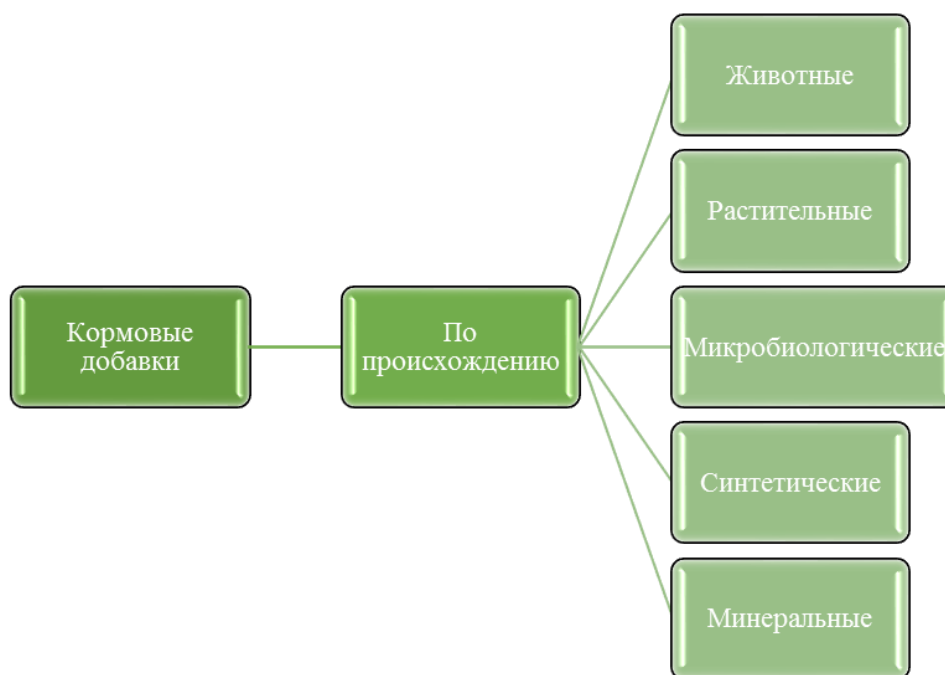 Кормовые
добавки
По
происхождению
Животные
Растительные
Микробиологические
Синтетические
Минеральные